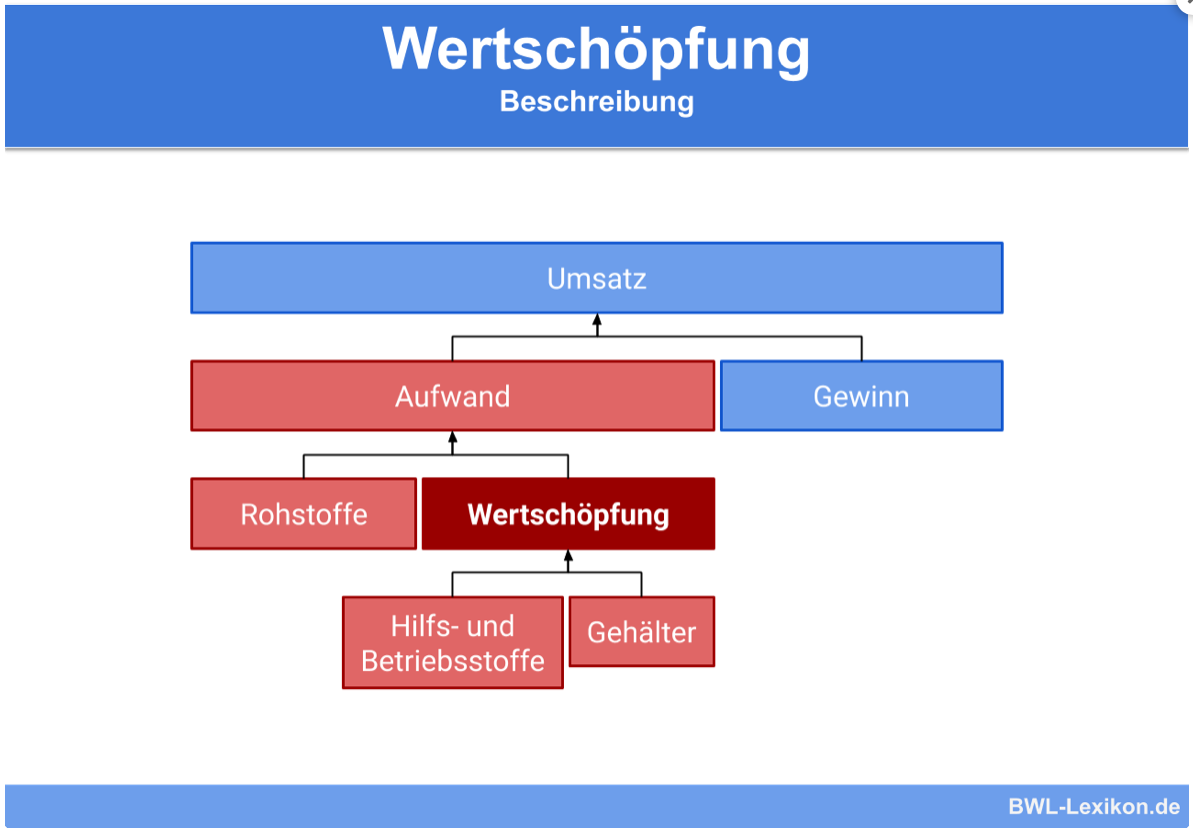 Wertschöpfung
Beschreibung
Umsatz
Aufwand
Gewinn
Rohstoffe
Wertschöpfung
Hilfs- und
Betriebsstoffe
Gehälter
BWL-Lexikon.de